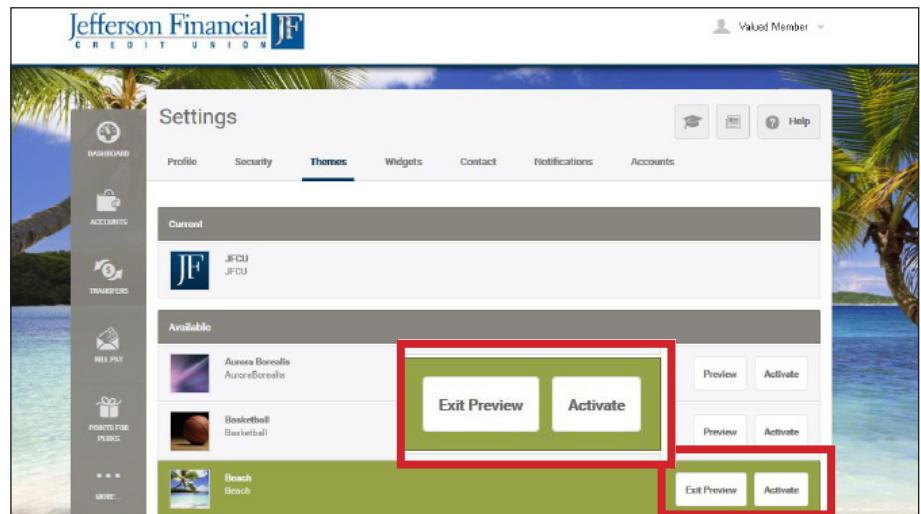 Jefferson Financial JF
CREDIT UNION
Valued Member
Settings
Help
DASHBOARD
Profile Security Themes Widgets Contact Notifications Accounts
ACCOUNTS
Current
JF
JFCU
JFCU
TRANSFERS
Available
BILL PAY
Aurora Borealis
AuroraBorealis
Preview Activate
Exit Preview Activate
POINTS FOR
PERKS
Basketball
Basketball
Preview Activate
MORE...
Beach
Beach
Exit Preview Activate